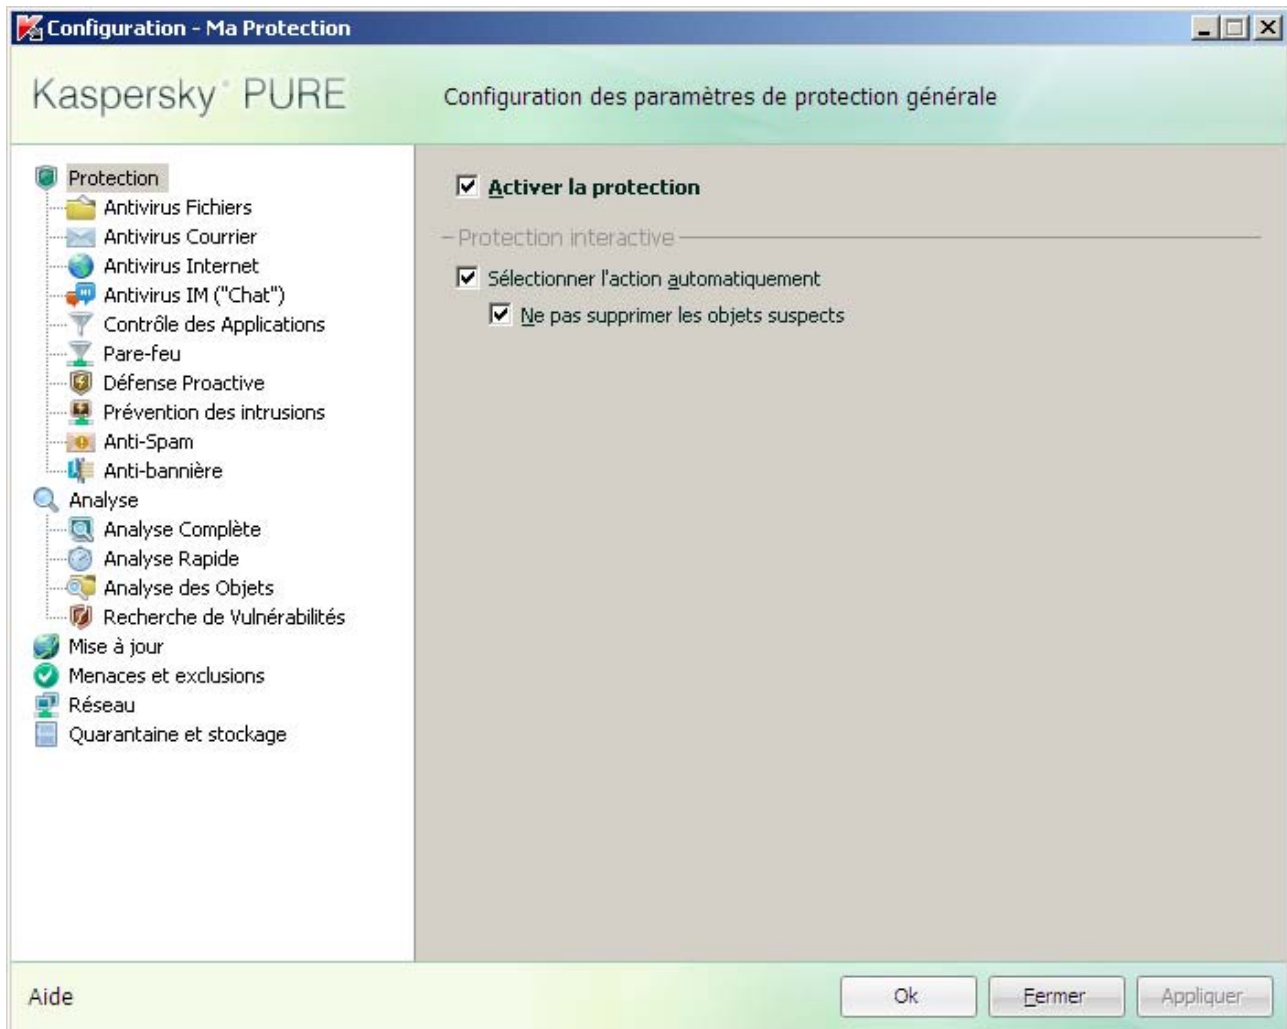 Configuration - Ma Protection
Kaspersky PURE
Configuration des paramètres de protection générale
Protection
Antivirus Fichiers
Antivirus Courrier
Antivirus Internet
Antivirus IM ("Chat")
Contrôle des Applications
Pare-feu
Défense Proactive
Prévention des intrusions
Anti-Spam
Anti-bannière
Analyse
Analyse Complète
Analyse Rapide
Analyse des Objets
Recherche de Vulnérabilités
Mise à jour
Menaces et exclusions
Réseau
Quarantaine et stockage
Activer la protection
Protection interactive
Sélectionner l'action automatiquement
Ne pas supprimer les objets suspects
Aide
Ok
Fermer
Appliquer